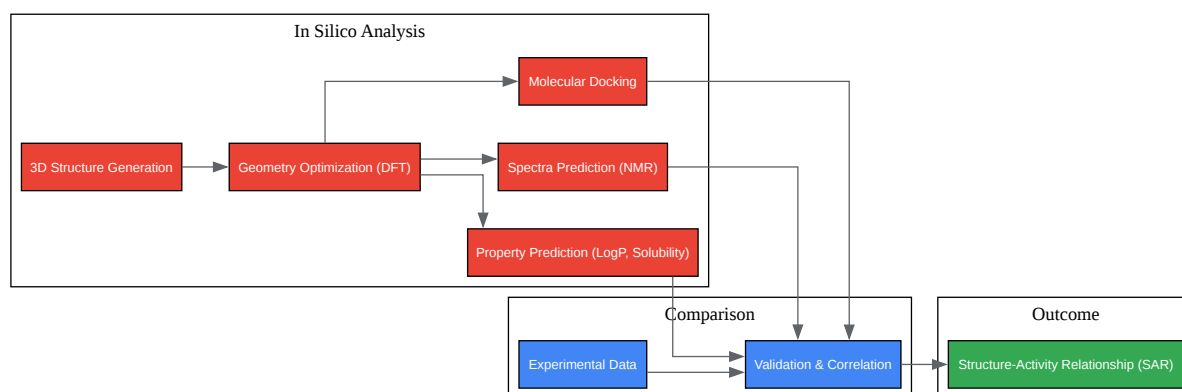 In Silico Analysis
Molecular Docking
3D Structure Generation
Geometry Optimization (DFT)
Spectra Prediction (NMR)
Property Prediction (LogP, Solubility)
Comparison
Outcome
Experimental Data
Validation & Correlation
Structure-Activity Relationship (SAR)